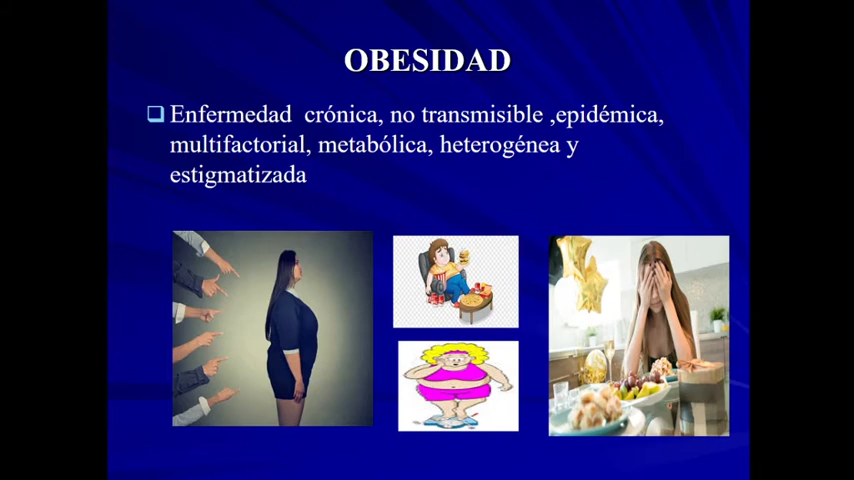 OBESIDAD
Enfermedad crónica, no transmisible ,epidémica,
multifactorial, metabólica, heterogénea y
estigmatizada